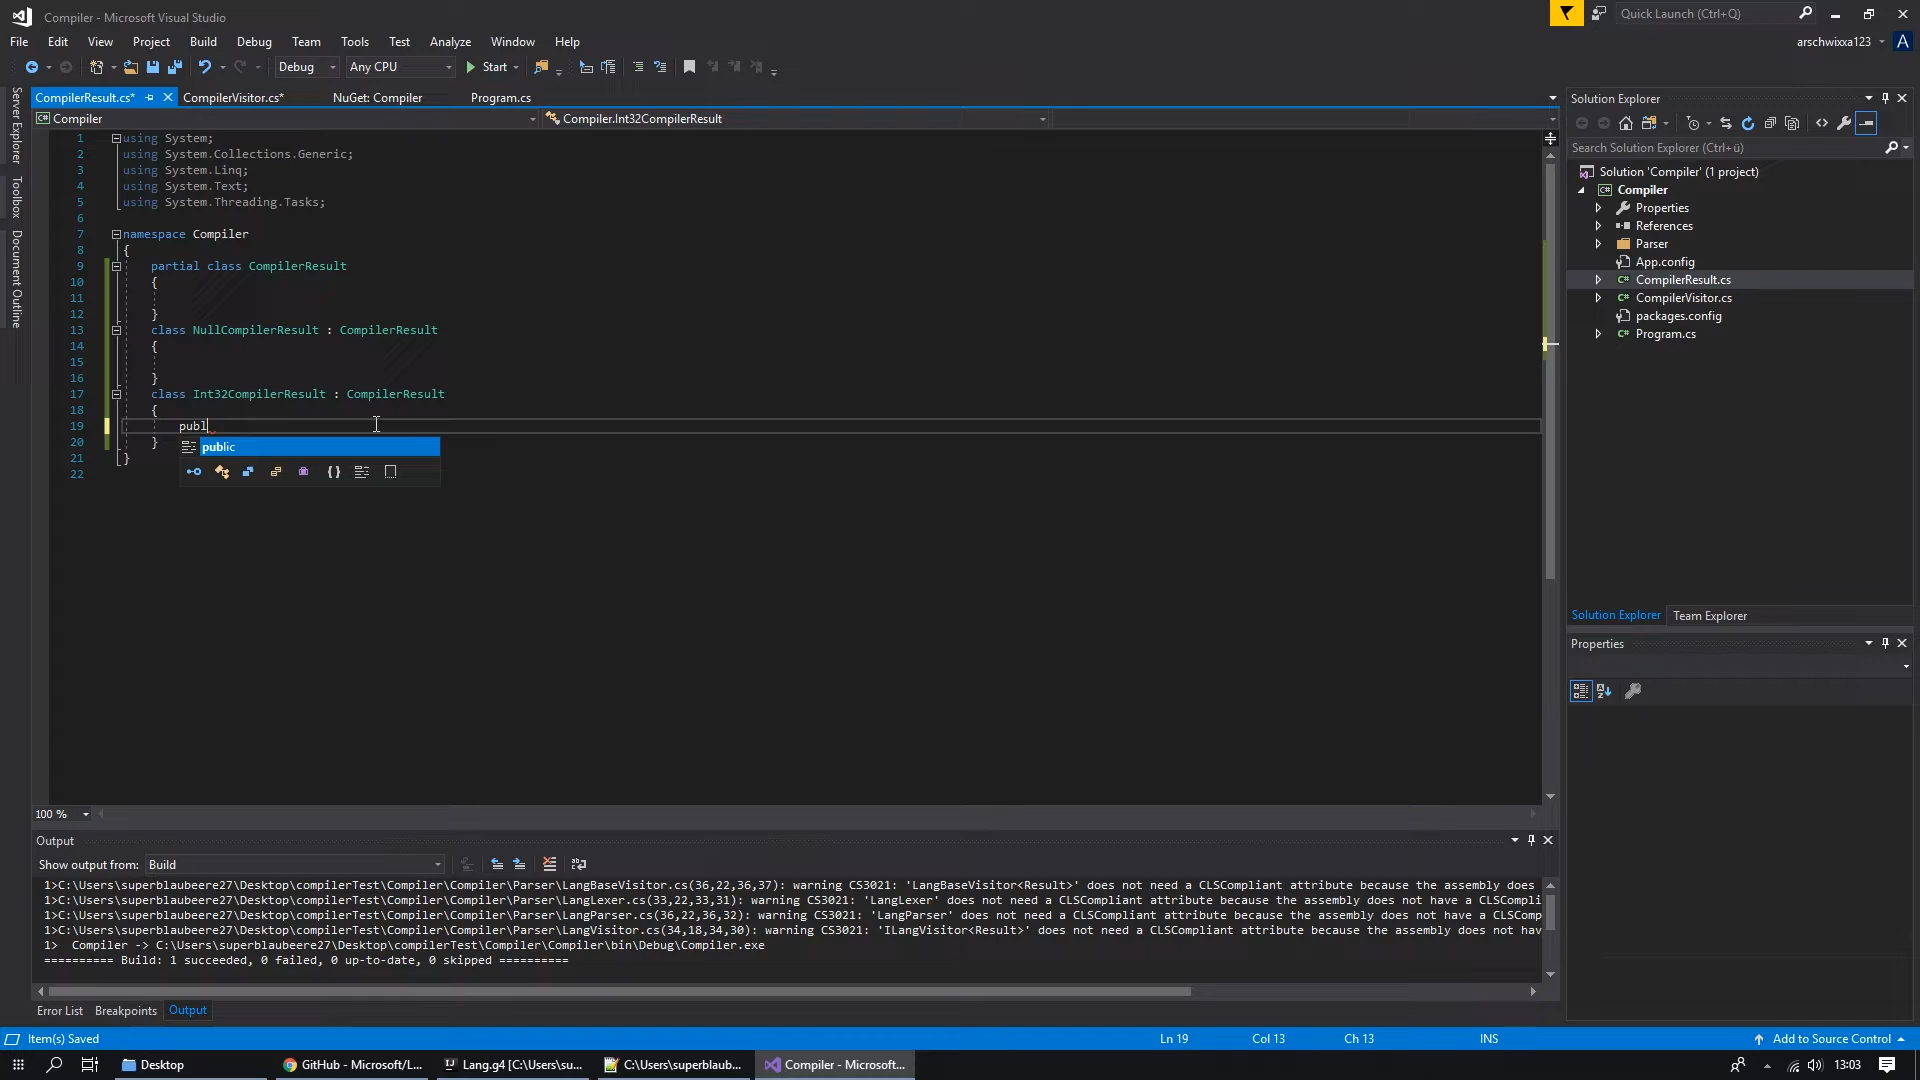 Compiler - Microsoft Visual Studio
Quick Launch (Ctrl+Q)
File Edit View Project Build Debug Team Tools Test Analyze Window Help
arschwixxa123 A
Debug Any CPU Start
Server Explorer
Toolbox
Document Outline
CompilerResult.cs* CompilerVisitor.cs* NuGet: Compiler Program.cs
Compiler Compiler.Int32CompilerResult
1 using System;
2 using System.Collections.Generic;
3 using System.Linq;
4 using System.Text;
5 using System.Threading.Tasks;
6
7 namespace Compiler
8 {
9 partial class CompilerResult
10 {
11
12 }
13 class NullCompilerResult : CompilerResult
14 {
15
16 }
17 class Int32CompilerResult : CompilerResult
18 {
19 publ
20 }
21 }
22
public
100 %
Solution Explorer
Search Solution Explorer (Ctrl+ü)
Solution 'Compiler' (1 project)
Compiler
Properties
References
Parser
App.config
CompilerResult.cs
CompilerVisitor.cs
packages.config
Program.cs
Solution Explorer Team Explorer
Properties
Output
Show output from: Build
1>C:\Users\superblaubeere27\Desktop\compilerTest\Compiler\Compiler\Parser\LangBaseVisitor.cs(36,22,36,37): warning CS3021: 'LangBaseVisitor<Result>' does not need a CLSCompliant attribute because the assembly does
1>C:\Users\superblaubeere27\Desktop\compilerTest\Compiler\Compiler\Parser\LangLexer.cs(33,22,33,31): warning CS3021: 'LangLexer' does not need a CLSCompliant attribute because the assembly does not have a CLSComplia
1>C:\Users\superblaubeere27\Desktop\compilerTest\Compiler\Compiler\Parser\LangParser.cs(36,22,36,32): warning CS3021: 'LangParser' does not need a CLSCompliant attribute because the assembly does not have a CLSCompl
1>C:\Users\superblaubeere27\Desktop\compilerTest\Compiler\Compiler\Parser\LangVisitor.cs(34,18,34,30): warning CS3021: 'ILangVisitor<Result>' does not need a CLSCompliant attribute because the assembly does not hav
1>  Compiler -> C:\Users\superblaubeere27\Desktop\compilerTest\Compiler\Compiler\bin\Debug\Compiler.exe
========== Build: 1 succeeded, 0 failed, 0 up-to-date, 0 skipped ==========
Error List Breakpoints Output
Item(s) Saved Ln 19 Col 13 Ch 13 INS Add to Source Control
Desktop GitHub - Microsoft/L... Lang.g4 [C:\Users\su... C:\Users\superblaub... Compiler - Microsoft... 13:03